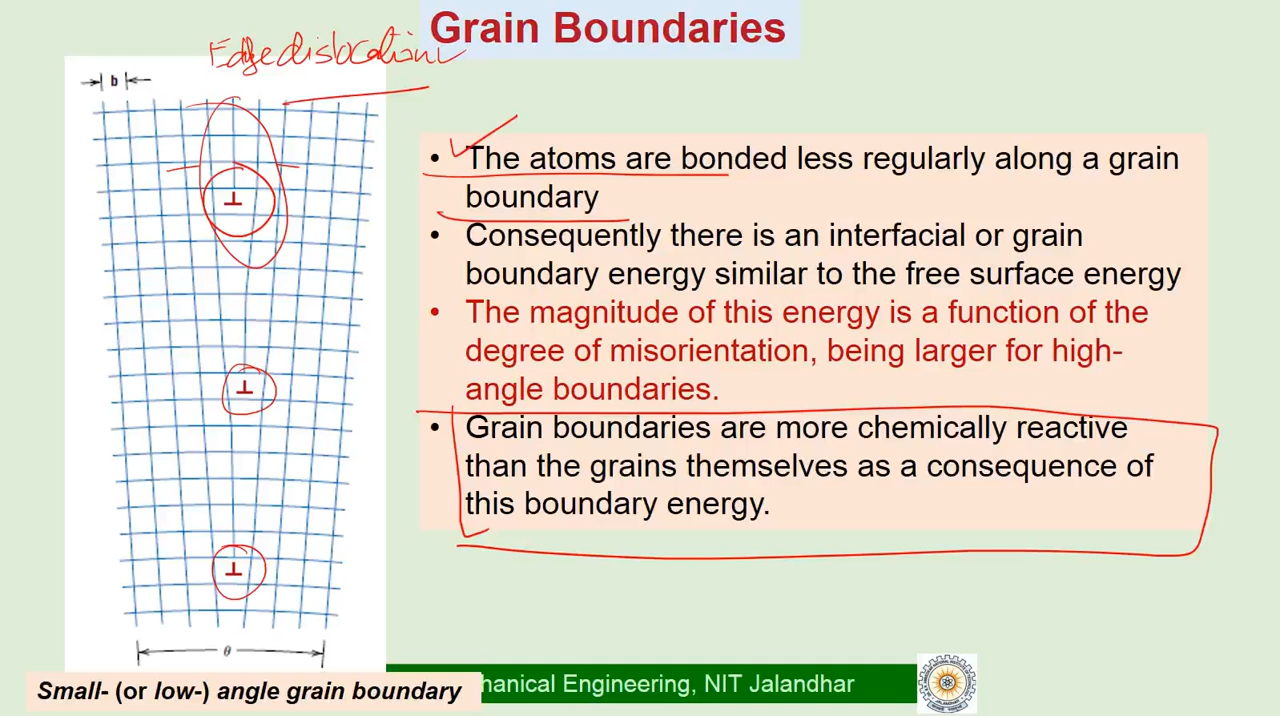 Grain Boundaries
Edge dislocation
b
• The atoms are bonded less regularly along a grain
boundary
• Consequently there is an interfacial or grain
boundary energy similar to the free surface energy
• The magnitude of this energy is a function of the
degree of misorientation, being larger for high-
angle boundaries.
• Grain boundaries are more chemically reactive
than the grains themselves as a consequence of
this boundary energy.
⊥
⊥
⊥
θ
Small- (or low-) angle grain boundary
hanical Engineering, NIT Jalandhar